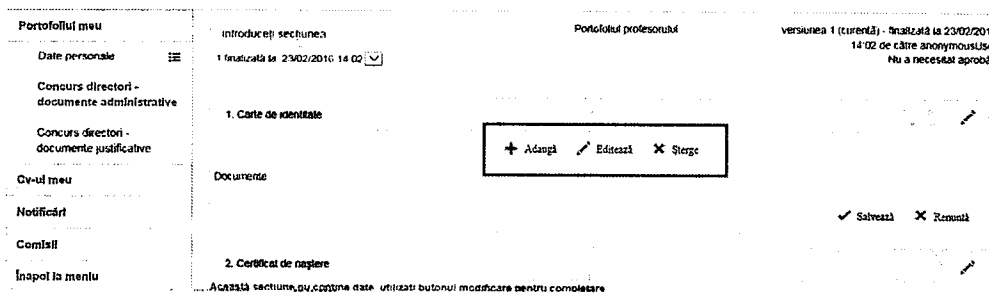 Portofoliul meu
Date personale
Concurs directori -
documente administrative
Concurs directori -
documente justificative
Cv-ul meu
Notificări
Comisii
Înapoi la meniu
introduceți secțiunea
Portofoliul profesorului
versiunea 1 (curentă) - finalizată la 23/02/201
14:02 de către anonymousUse
Nu a necesitat aprobă
1 finalizată la 23/02/2016 14:02
1. Carte de identitate
Adaugă Editează Șterge
Documente
Salvează Renunță
2. Certificat de naștere
Această secțiune nu conține date, utilizați butonul modificare pentru completare